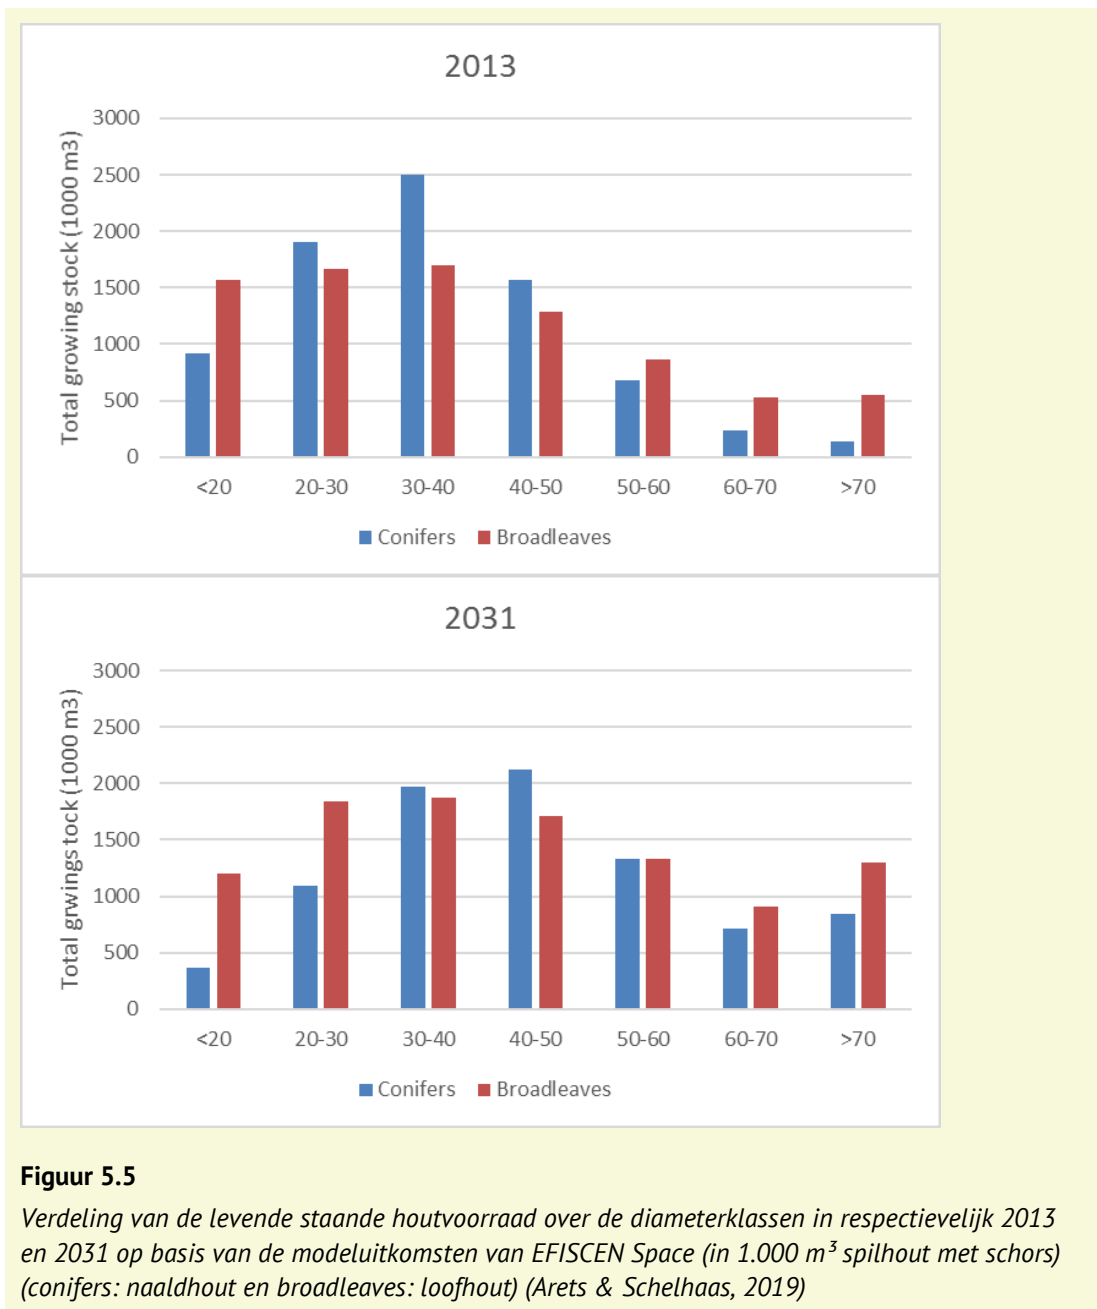 2013
Total growing stock (1000 m3)
3000
2500
2000
1500
1000
500
0
<20 20-30 30-40 40-50 50-60 60-70 >70
Conifers Broadleaves
2031
Total grwings tock (1000 m3)
3000
2500
2000
1500
1000
500
0
<20 20-30 30-40 40-50 50-60 60-70 >70
Conifers Broadleaves
Figuur 5.5
Verdeling van de levende staande houtvoorraad over de diameterklassen in respectievelijk 2013
en 2031 op basis van de modeluitkomsten van EFISCEN Space (in 1.000 m³ spilhout met schors)
(conifers: naaldhout en broadleaves: loofhout) (Arets & Schelhaas, 2019)